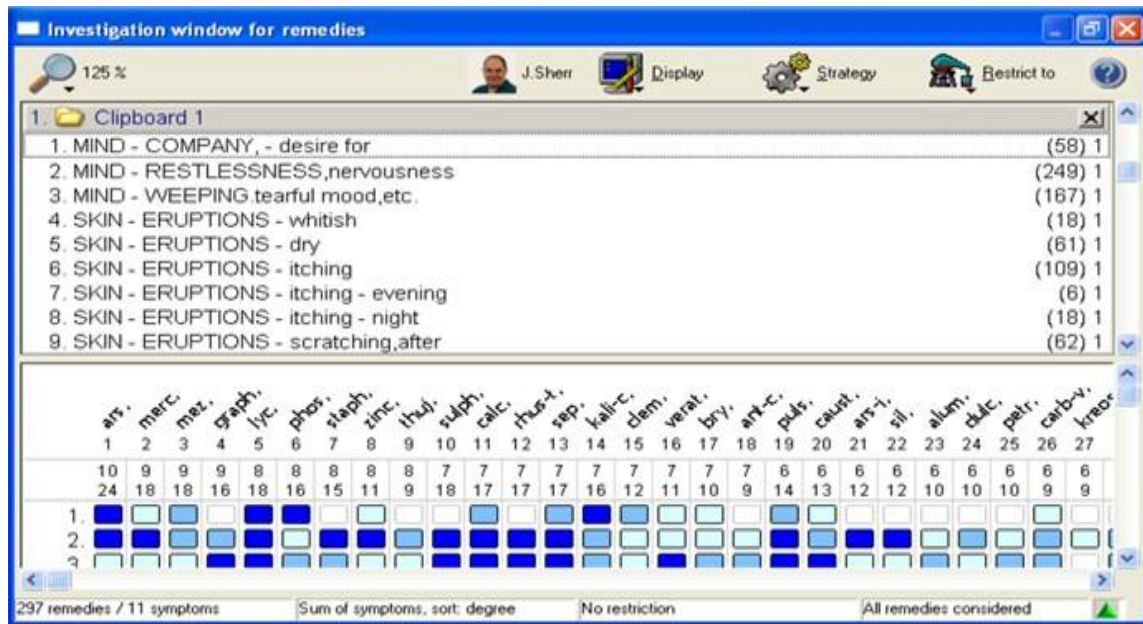 Investigation window for remedies
125 % J.Sherr Display Strategy Restrict to
1. Clipboard 1
1. MIND - COMPANY, - desire for (58) 1
2. MIND - RESTLESSNESS,nervousness (249) 1
3. MIND - WEEPING.tearful mood,etc. (167) 1
4. SKIN - ERUPTIONS - whitish (18) 1
5. SKIN - ERUPTIONS - dry (61) 1
6. SKIN - ERUPTIONS - itching (109) 1
7. SKIN - ERUPTIONS - itching - evening (6) 1
8. SKIN - ERUPTIONS - itching - night (18) 1
9. SKIN - ERUPTIONS - scratching,after (62) 1
ars. merc. mez. graph. lyc. phos. staph. zinc. thuj. sulph. calc. rhus-t. sep. kali-c. clem. verat. bry. ant-c. puls. caust. ars-i. sil. alum. dulc. petr. carb-v. kreos
1 2 3 4 5 6 7 8 9 10 11 12 13 14 15 16 17 18 19 20 21 22 23 24 25 26 27
10 9 9 9 8 8 8 8 8 7 7 7 7 7 7 7 7 7 6 6 6 6 6 6 6 6 6
24 18 18 16 18 16 15 11 9 18 17 17 17 16 12 11 10 9 14 13 12 12 10 10 10 9 9
1.
2.
3
297 remedies / 11 symptoms Sum of symptoms, sort: degree No restriction All remedies considered